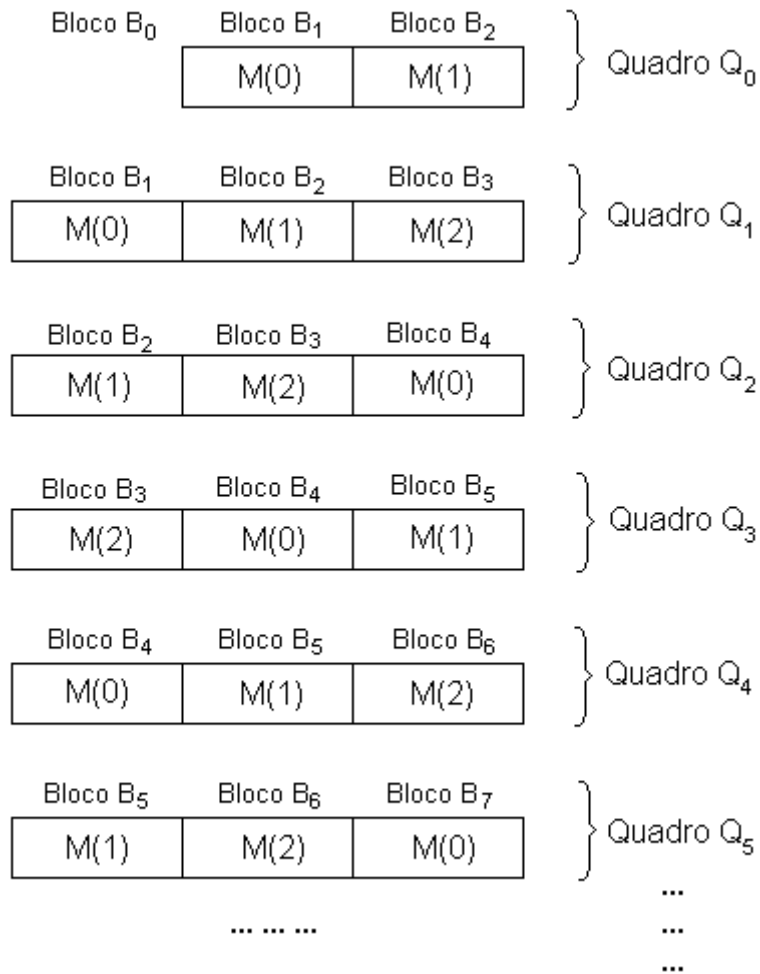 Bloco B₀ Bloco B₁ Bloco B₂
M(0) M(1) Quadro Q₀
Bloco B₁ Bloco B₂ Bloco B₃
M(0) M(1) M(2) Quadro Q₁
Bloco B₂ Bloco B₃ Bloco B₄
M(1) M(2) M(0) Quadro Q₂
Bloco B₃ Bloco B₄ Bloco B₅
M(2) M(0) M(1) Quadro Q₃
Bloco B₄ Bloco B₅ Bloco B₆
M(0) M(1) M(2) Quadro Q₄
Bloco B₅ Bloco B₆ Bloco B₇
M(1) M(2) M(0) Quadro Q₅
...
... ... ... ...
...